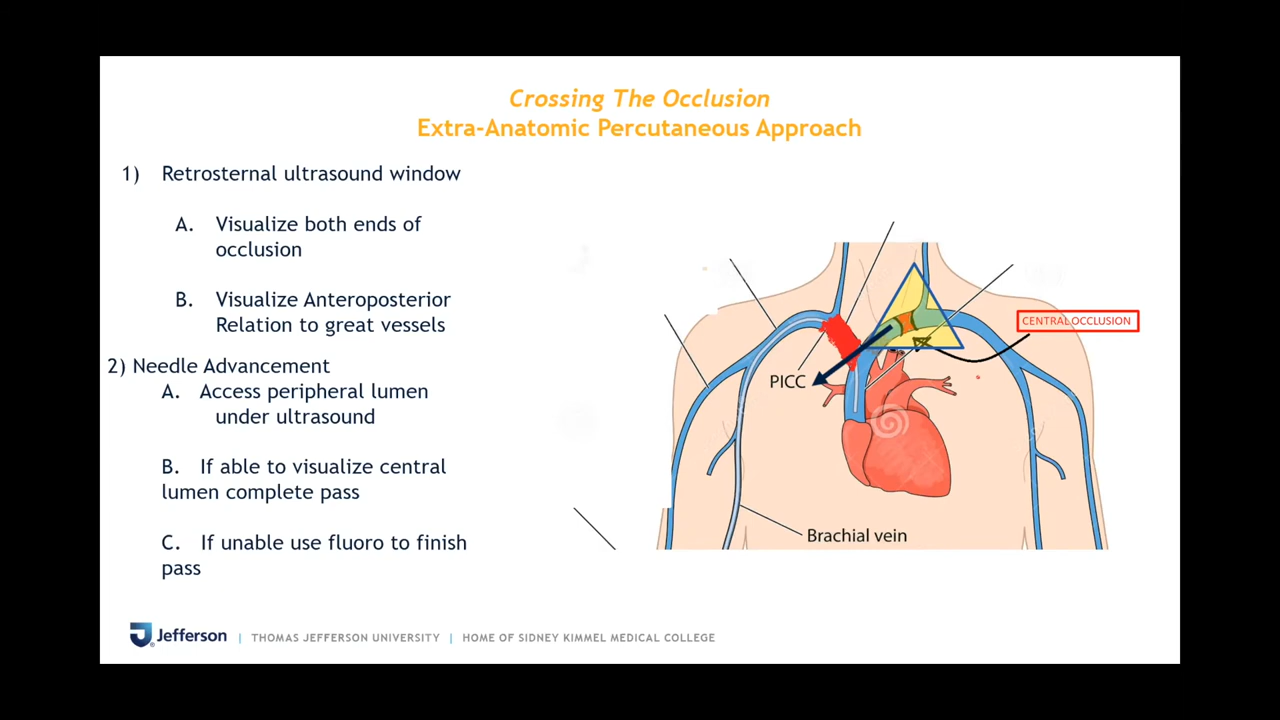 Crossing The Occlusion
Extra-Anatomic Percutaneous Approach
1) Retrosternal ultrasound window
A. Visualize both ends of
occlusion
B. Visualize Anteroposterior
Relation to great vessels
2) Needle Advancement
A. Access peripheral lumen
under ultrasound
B. If able to visualize central
lumen complete pass
C. If unable use fluoro to finish
pass
CENTRAL OCCLUSION
PICC
Brachial vein
Jefferson | THOMAS JEFFERSON UNIVERSITY | HOME OF SIDNEY KIMMEL MEDICAL COLLEGE